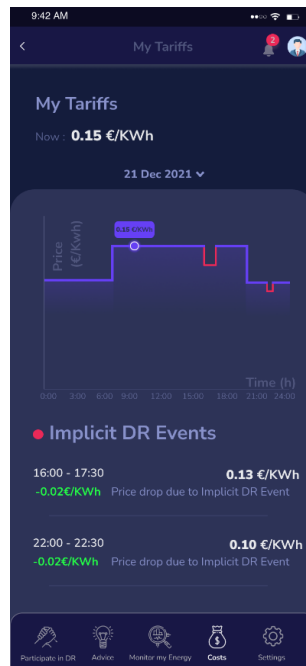 9:42 AM
My Tariffs
2
My Tariffs
Now : 0.15 €/KWh
21 Dec 2021
Price
(€/Kwh)
0.15 €/KWh
Time (h)
0:00 3:00 6:00 9:00 12:00 15:00 18:00 21:00 24:00
Implicit DR Events
16:00 - 17:30 0.13 €/KWh
-0.02€/KWh Price drop due to Implicit DR Event
22:00 - 22:30 0.10 €/KWh
-0.02€/KWh Price drop due to Implicit DR Event
Participate in DR Advice Monitor my Energy Costs Settings